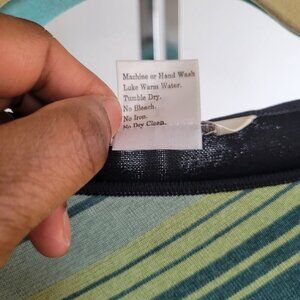 Machine or Hand Wash
Luke Warm Water.
Tumble Dry.
No Bleach.
No Iron.
No Dry Clean.